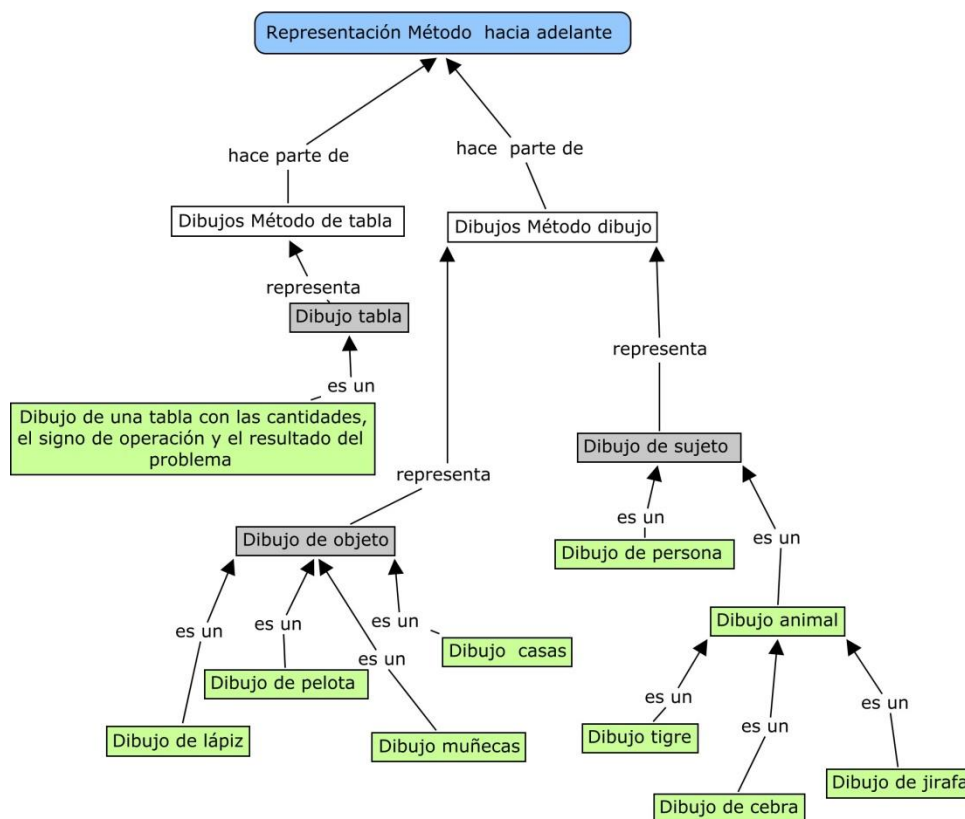 Representación Método hacia adelante
hace parte de
hace parte de
Dibujos Método de tabla
Dibujos Método dibujo
representa
Dibujo tabla
representa
es un
Dibujo de una tabla con las cantidades,
el signo de operación y el resultado del
problema
Dibujo de sujeto
representa
es un
es un
Dibujo de objeto
Dibujo de persona
es un
es un
es un
es un
Dibujo animal
Dibujo casas
Dibujo de pelota
es un
es un
es un
Dibujo de lápiz
Dibujo muñecas
Dibujo tigre
Dibujo de jirafa
Dibujo de cebra